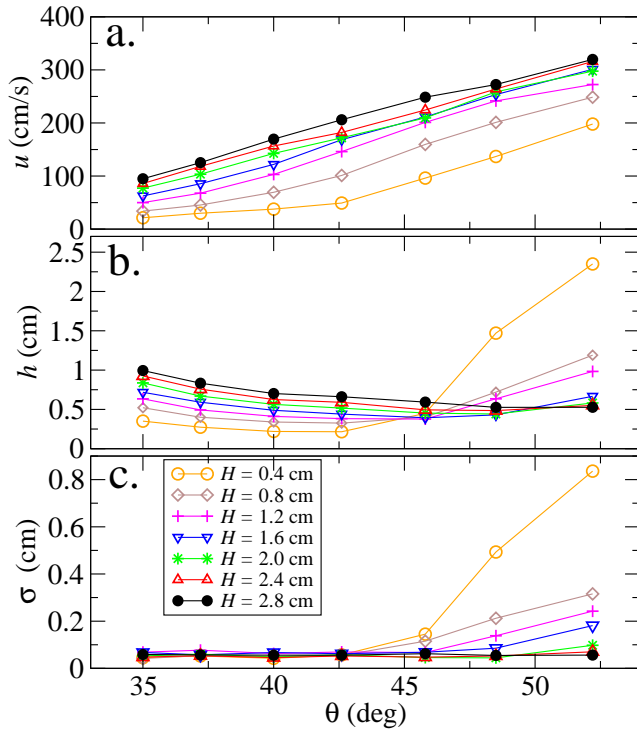 400
300
200
100
0
u (cm/s)
a.
2.5
2
1.5
1
0.5
0
h (cm)
b.
0.8
0.6
0.4
0.2
0
σ (cm)
c.
H = 0.4 cm
H = 0.8 cm
H = 1.2 cm
H = 1.6 cm
H = 2.0 cm
H = 2.4 cm
H = 2.8 cm
35 40 45 50
θ (deg)